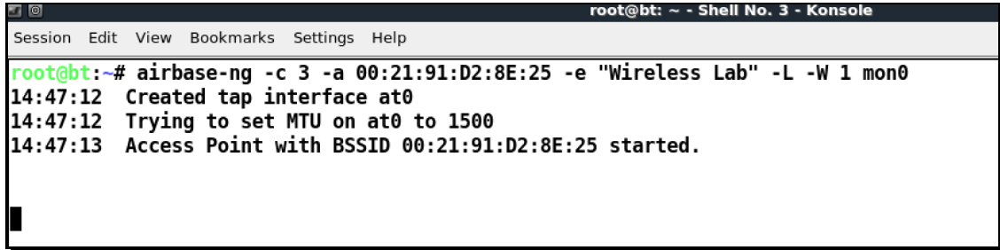 root@bt: ~ - Shell No. 3 - Konsole
Session Edit View Bookmarks Settings Help
root@bt:~# airbase-ng -c 3 -a 00:21:91:D2:8E:25 -e "Wireless Lab" -L -W 1 mon0
14:47:12  Created tap interface at0
14:47:12  Trying to set MTU on at0 to 1500
14:47:13  Access Point with BSSID 00:21:91:D2:8E:25 started.